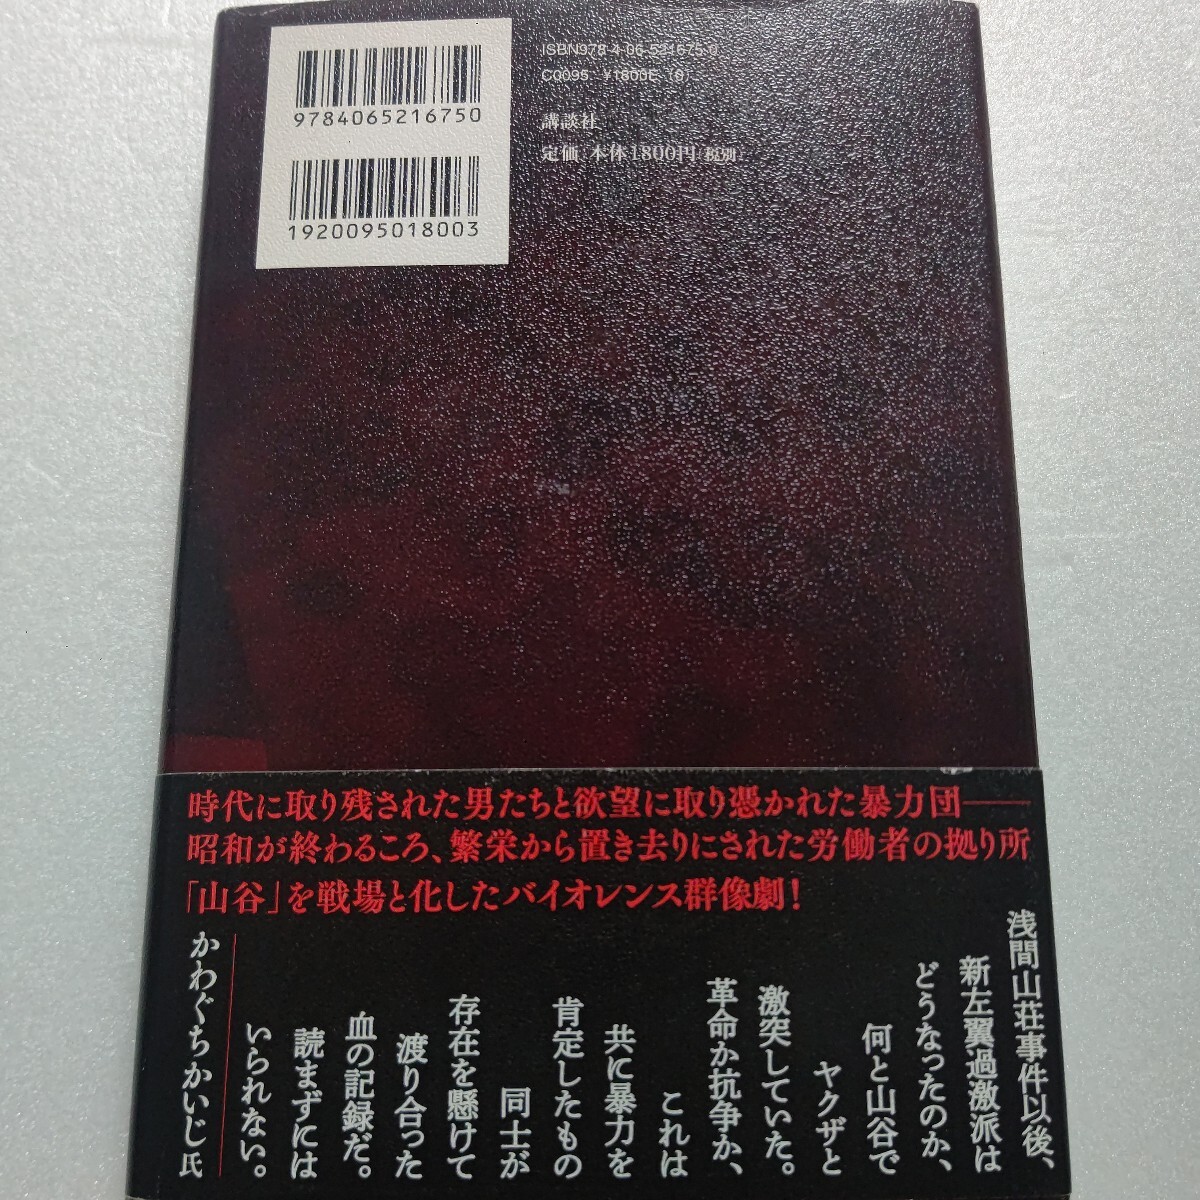 9784065216750
1920095018003
ISBN978-4-06-521675-0
C0095 ¥1800E (0)
講談社
定価 本体1800円(税別)
時代に取り残された男たちと欲望に取り憑かれた暴力団――
昭和が終わるころ、繁栄から置き去りにされた労働者の拠り所
「山谷」を戦場と化したバイオレンス群像劇!
浅間山荘事件以後、
新左翼過激派は
どうなったのか、
何と山谷で
ヤクザと
激突していた。
革命か抗争か、
これは
共に暴力を
肯定したもの
同士が
存在を懸けて
渡り合った
血の記録だ。
読まずには
いられない。
かわぐちかいじ氏